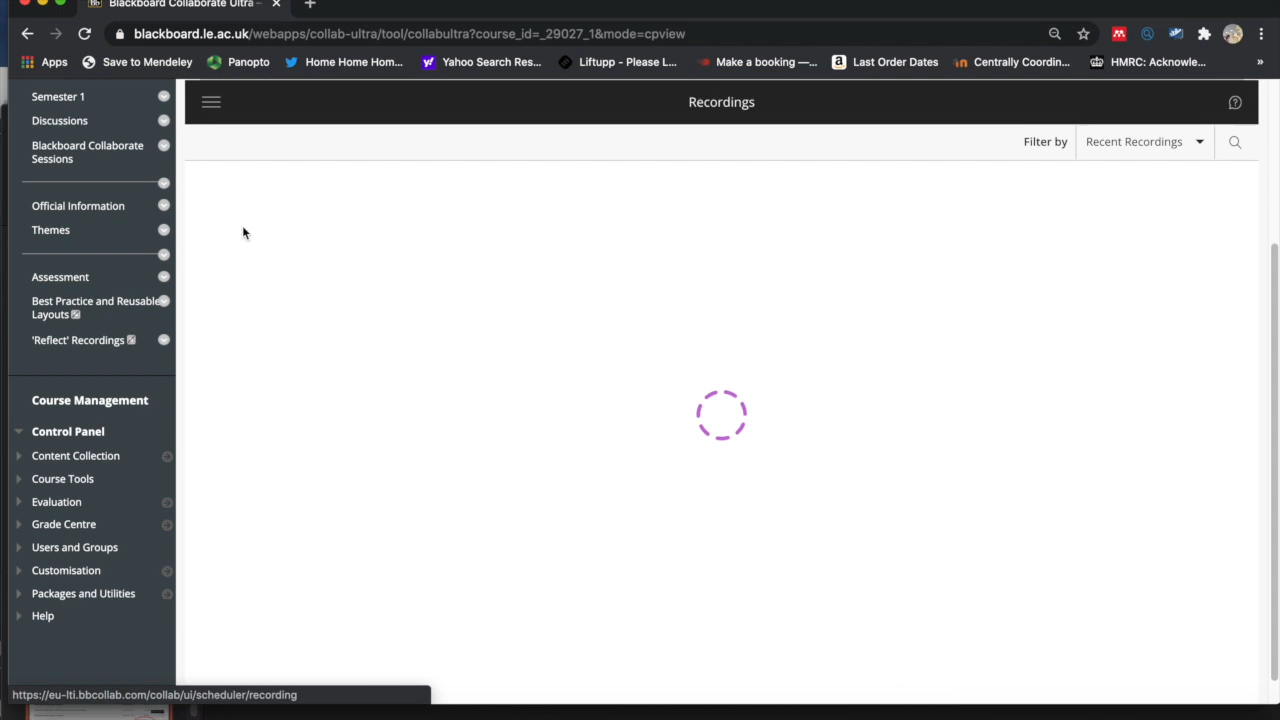 Blackboard Collaborate Ultra –
blackboard.le.ac.uk/webapps/collab-ultra/tool/collabultra?course_id=_29027_1&mode=cpview
Apps Save to Mendeley Panopto Home Home Hom... Yahoo Search Res... Liftupp - Please L... Make a booking —... Last Order Dates Centrally Coordin... HMRC: Acknowle... »
Semester 1
Discussions
Blackboard Collaborate
Sessions
Official Information
Themes
Assessment
Best Practice and Reusable
Layouts
'Reflect' Recordings
Course Management
Control Panel
Content Collection
Course Tools
Evaluation
Grade Centre
Users and Groups
Customisation
Packages and Utilities
Help
Recordings
Filter by Recent Recordings
https://eu-lti.bbcollab.com/collab/ui/scheduler/recording